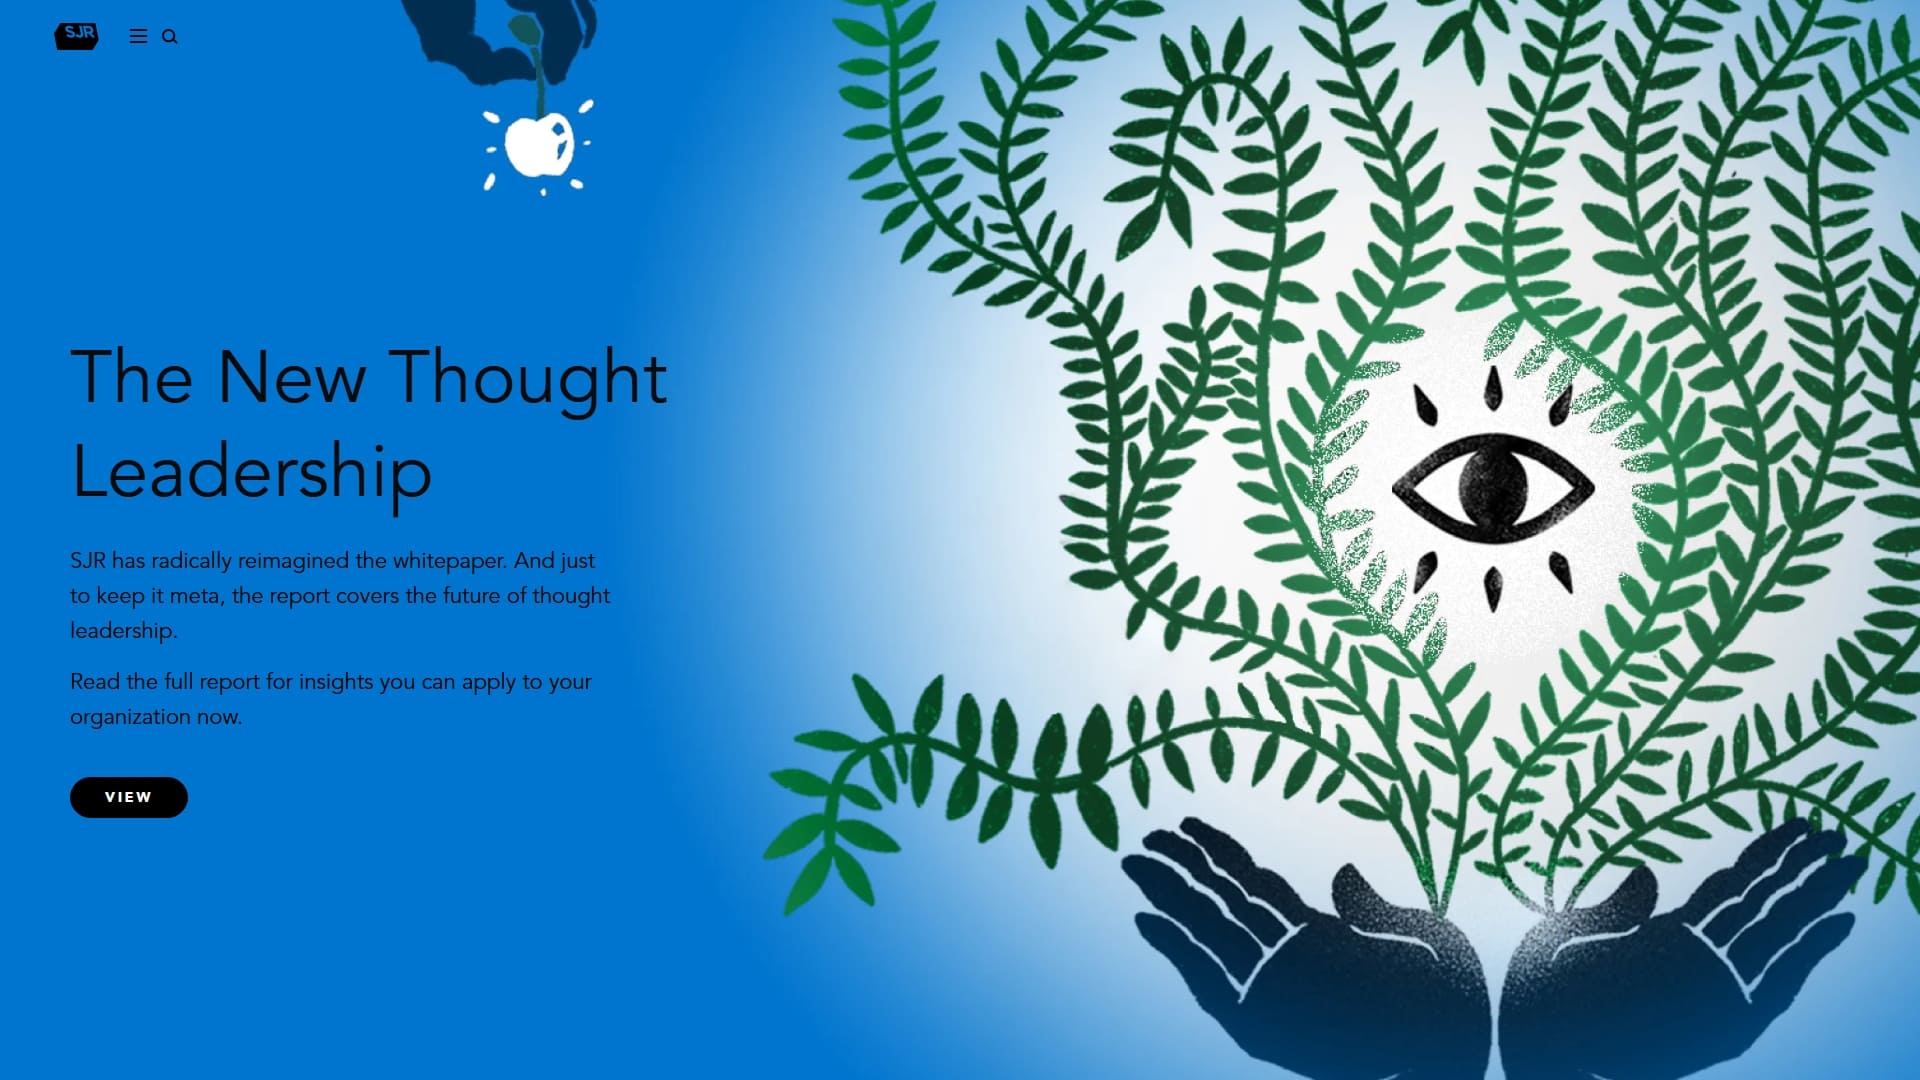 SJR
The New Thought
Leadership
SJR has radically reimagined the whitepaper. And just
to keep it meta, the report covers the future of thought
leadership.
Read the full report for insights you can apply to your
organization now.
VIEW